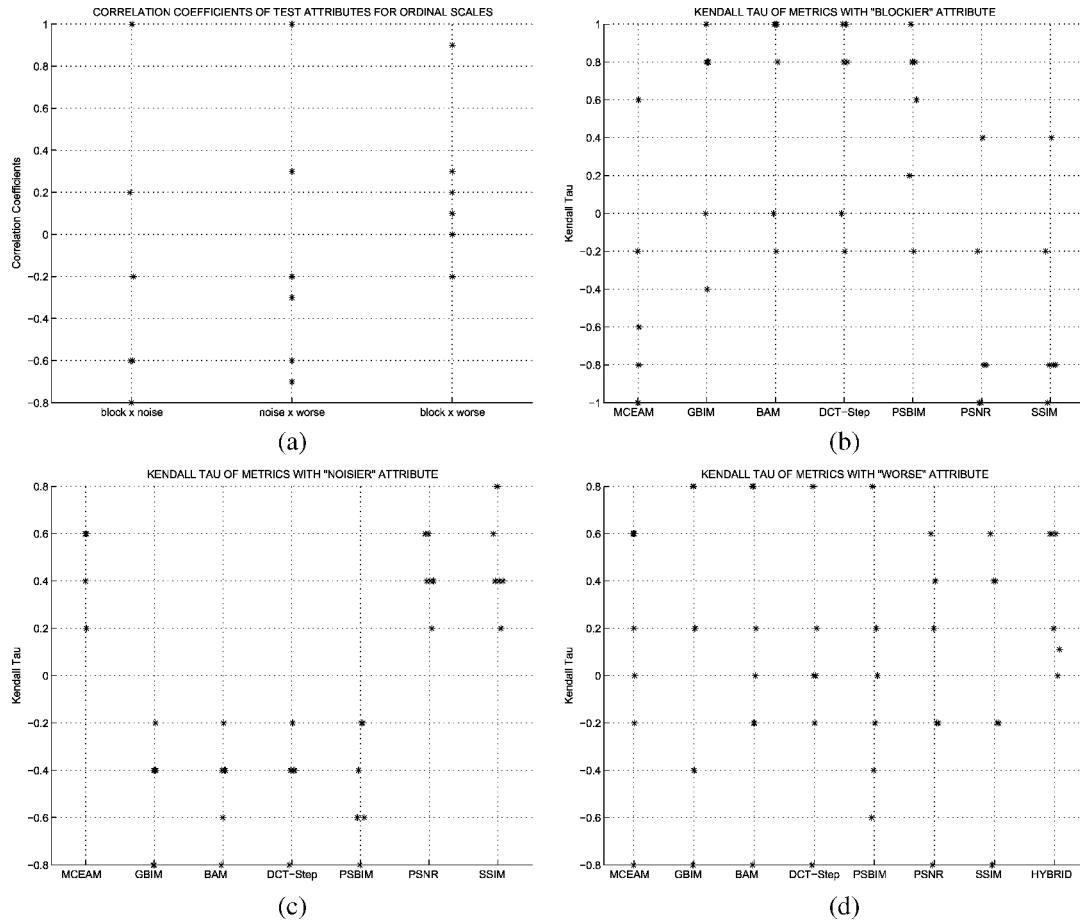 CORRELATION COEFFICIENTS OF TEST ATTRIBUTES FOR ORDINAL SCALES
1
0.8
0.6
0.4
0.2
0
−0.2
−0.4
−0.6
−0.8
Correlation Coefficients
block x noise noise x worse block x worse
(a)
KENDALL TAU OF METRICS WITH "BLOCKIER" ATTRIBUTE
1
0.8
0.6
0.4
0.2
0
−0.2
−0.4
−0.6
−0.8
−1
Kendall Tau
MCEAM GBIM BAM DCT−Step PSBIM PSNR SSIM
(b)
KENDALL TAU OF METRICS WITH "NOISIER" ATTRIBUTE
0.8
0.6
0.4
0.2
0
−0.2
−0.4
−0.6
−0.8
Kendall Tau
MCEAM GBIM BAM DCT−Step PSBIM PSNR SSIM
(c)
KENDALL TAU OF METRICS WITH "WORSE" ATTRIBUTE
0.8
0.6
0.4
0.2
0
−0.2
−0.4
−0.6
−0.8
Kendall Tau
MCEAM GBIM BAM DCT−Step PSBIM PSNR SSIM HYBRID
(d)